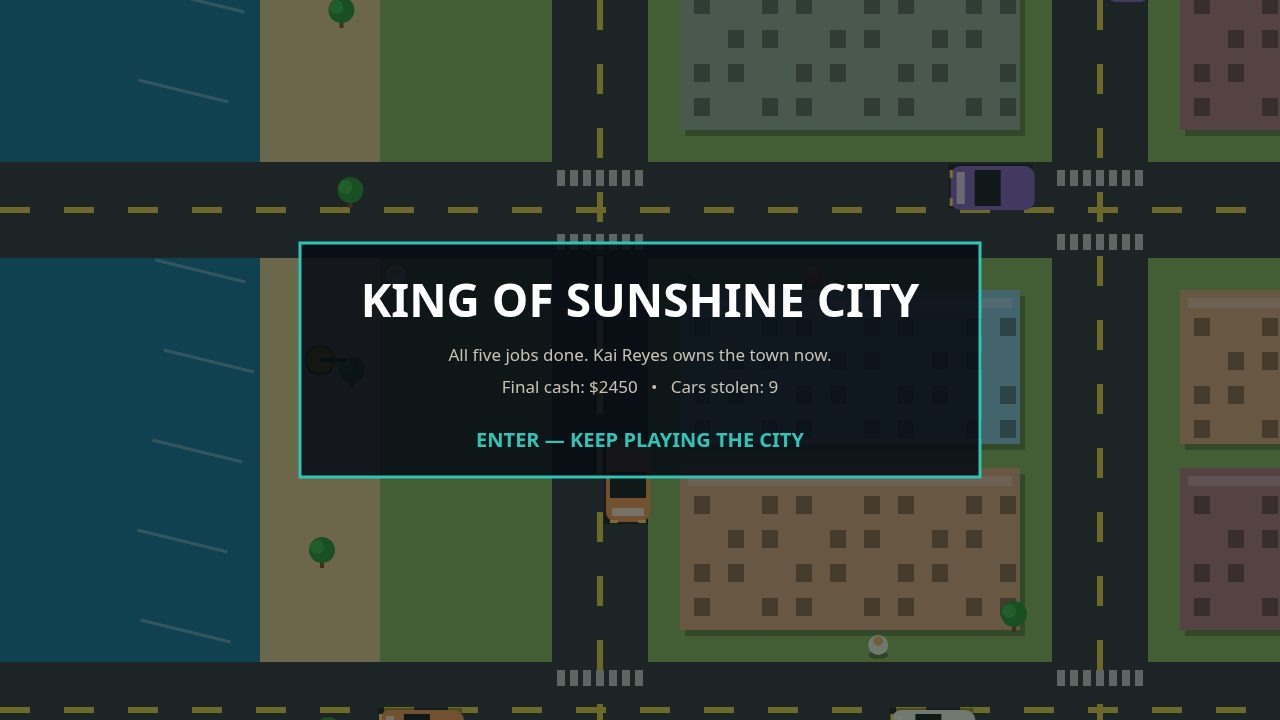 KING OF SUNSHINE CITY
All five jobs done. Kai Reyes owns the town now.
Final cash: $2450 • Cars stolen: 9
ENTER — KEEP PLAYING THE CITY